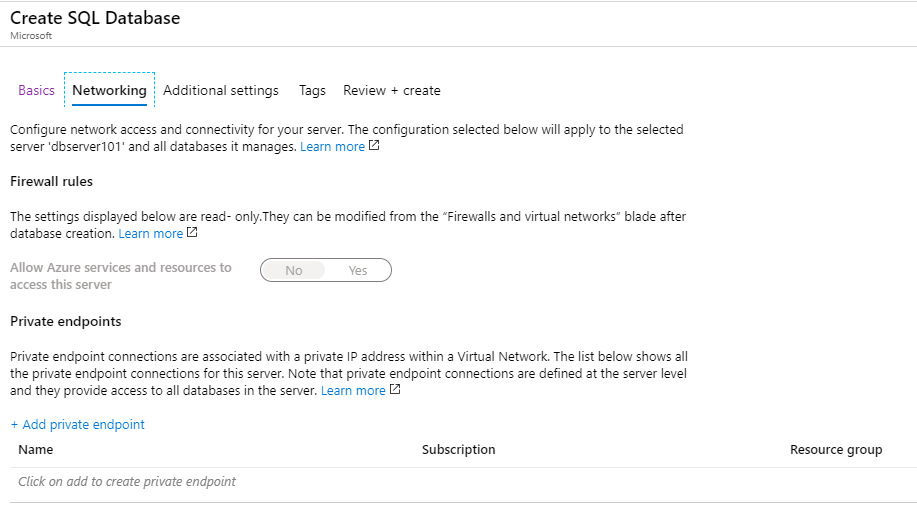 Create SQL Database
Microsoft
Basics Networking Additional settings Tags Review + create
Configure network access and connectivity for your server. The configuration selected below will apply to the selected
server 'dbserver101' and all databases it manages. Learn more
Firewall rules
The settings displayed below are read- only.They can be modified from the “Firewalls and virtual networks” blade after
database creation. Learn more
Allow Azure services and resources to
access this server
No Yes
Private endpoints
Private endpoint connections are associated with a private IP address within a Virtual Network. The list below shows all
the private endpoint connections for this server. Note that private endpoint connections are defined at the server level
and they provide access to all databases in the server. Learn more
+ Add private endpoint
Name Subscription Resource group
Click on add to create private endpoint